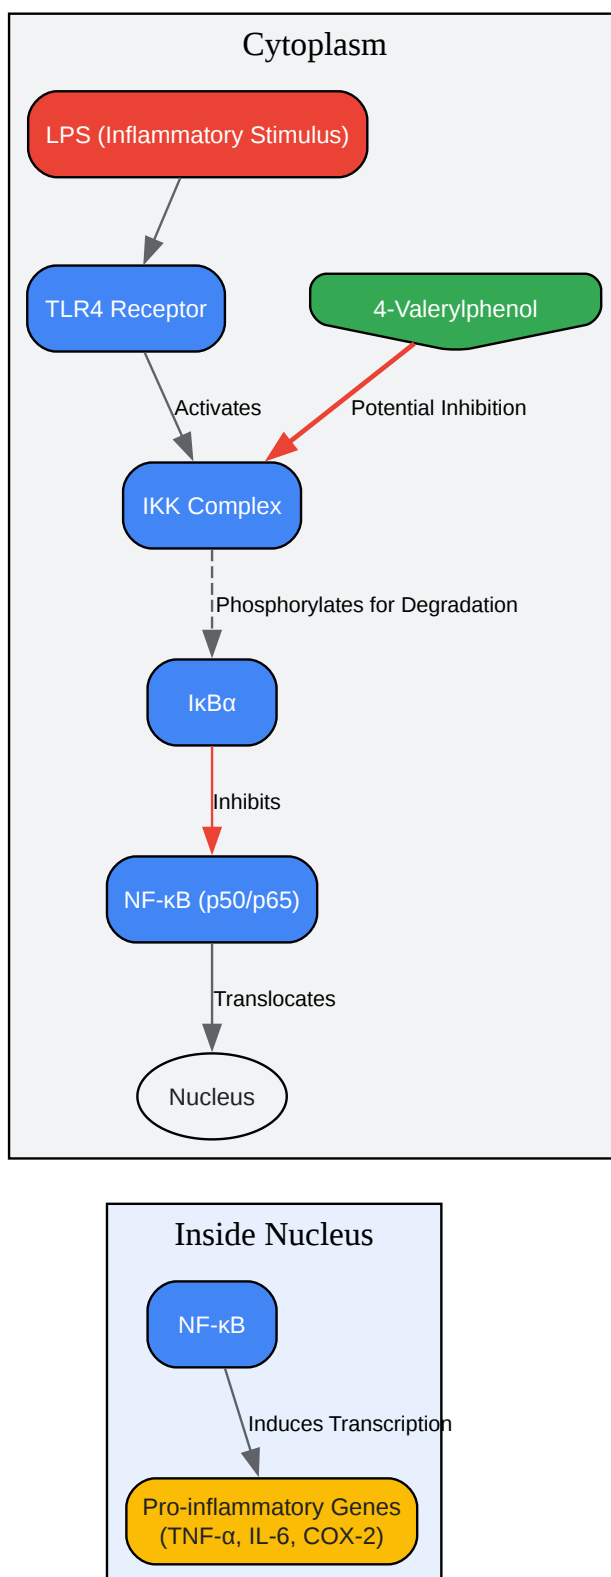 Cytoplasm
LPS (Inflammatory Stimulus)
TLR4 Receptor
4-Valerylphenol
Activates
Potential Inhibition
IKK Complex
Phosphorylates for Degradation
IκBα
Inhibits
NF-κB (p50/p65)
Translocates
Nucleus
Inside Nucleus
NF-κB
Induces Transcription
Pro-inflammatory Genes
(TNF-α, IL-6, COX-2)